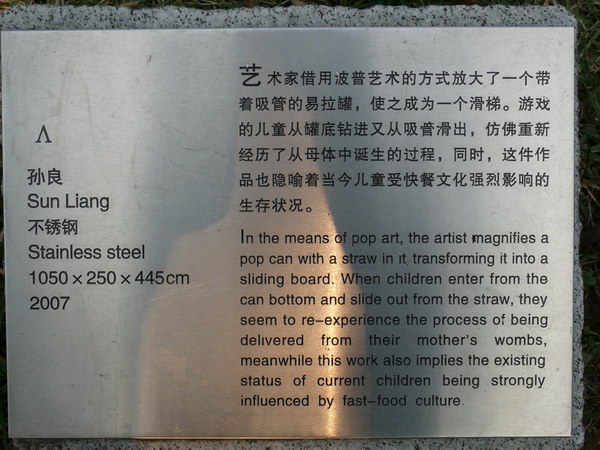 Λ
孙良
Sun Liang
不锈钢
Stainless steel
1050×250×445cm
2007
艺术家借用波普艺术的方式放大了一个带
着吸管的易拉罐，使之成为一个滑梯。游戏
的儿童从罐底钻进又从吸管滑出，仿佛重新
经历了从母体中诞生的过程，同时，这件作
品也隐喻着当今儿童受快餐文化强烈影响的
生存状况。
In the means of pop art, the artist magnifies a
pop can with a straw in it, transforming it into a
sliding board. When children enter from the
can bottom and slide out from the straw, they
seem to re-experience the process of being
delivered from their mother's wombs,
meanwhile this work also implies the existing
status of current children being strongly
influenced by fast-food culture.